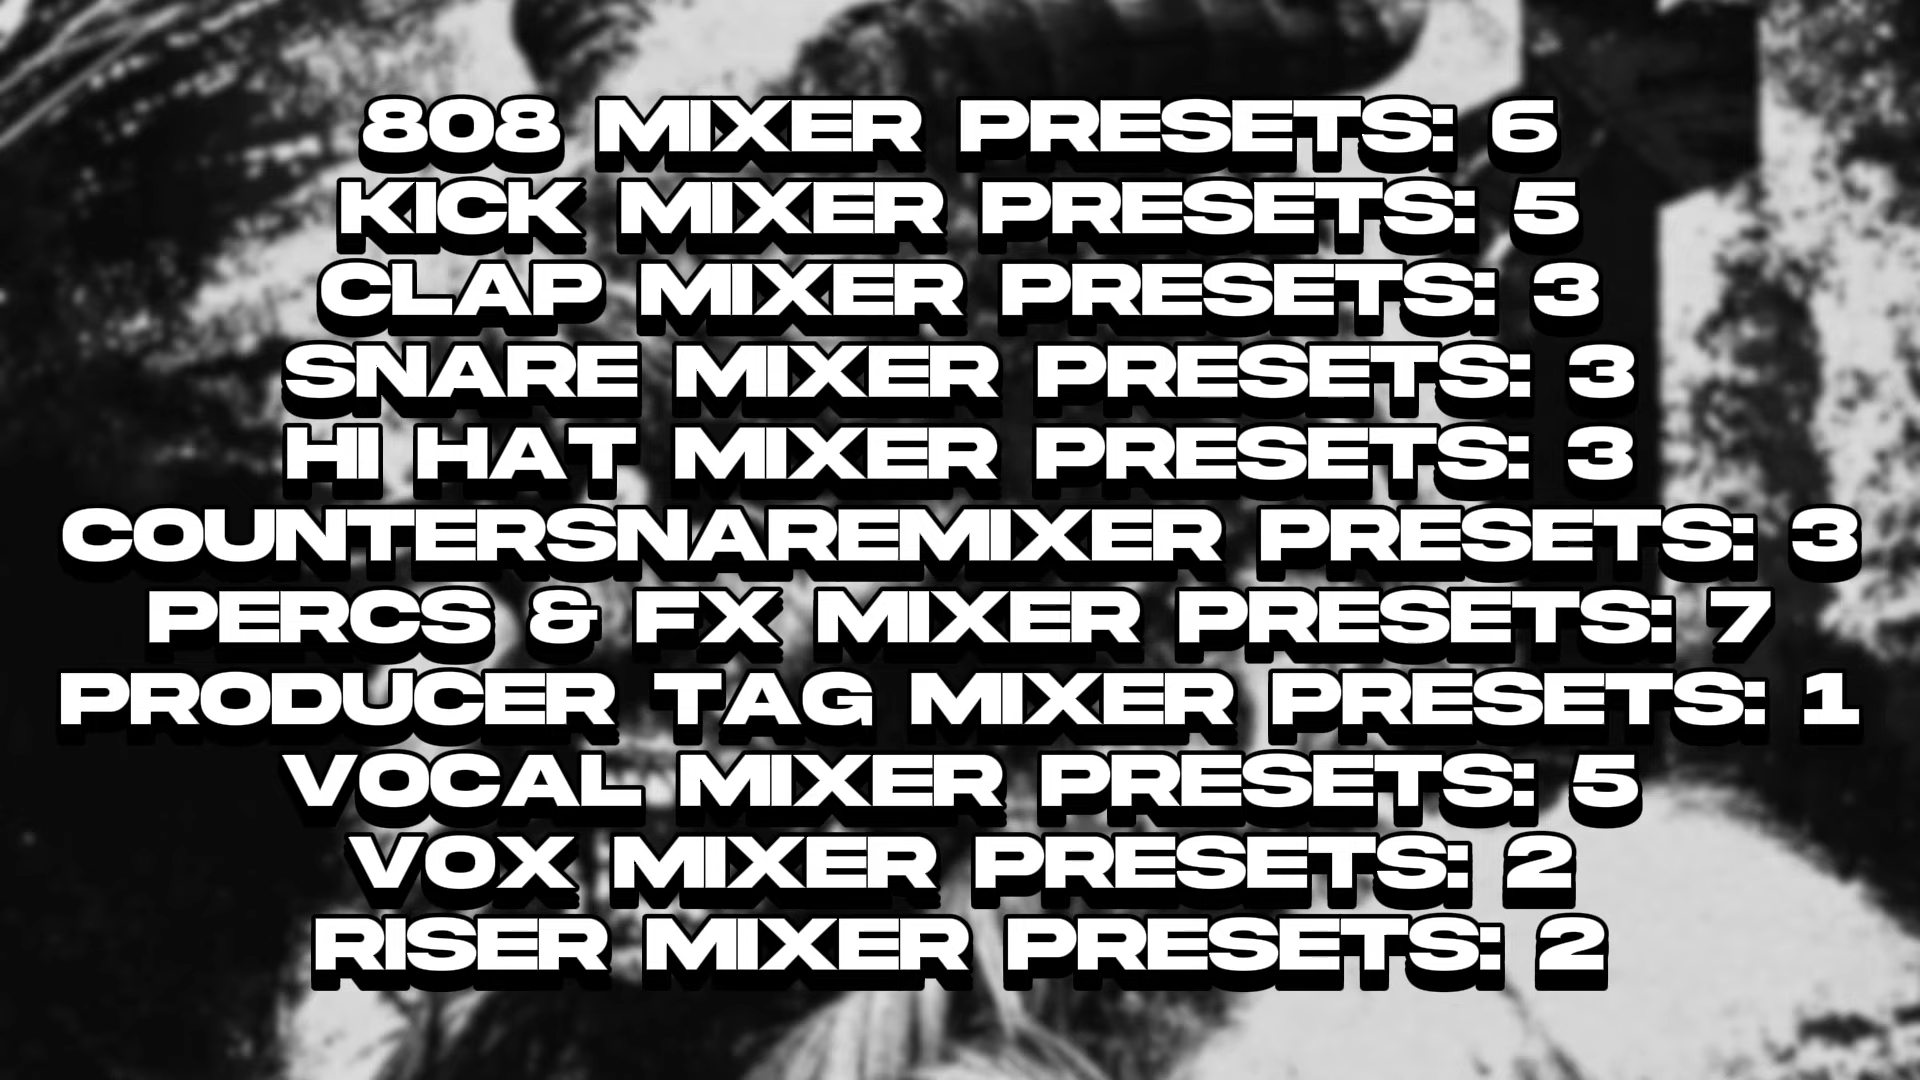 808 MIXER PRESETS: 6
KICK MIXER PRESETS: 5
CLAP MIXER PRESETS: 3
SNARE MIXER PRESETS: 3
HI HAT MIXER PRESETS: 3
COUNTERSNAREMIXER PRESETS: 3
PERCS & FX MIXER PRESETS: 7
PRODUCER TAG MIXER PRESETS: 1
VOCAL MIXER PRESETS: 5
VOX MIXER PRESETS: 2
RISER MIXER PRESETS: 2